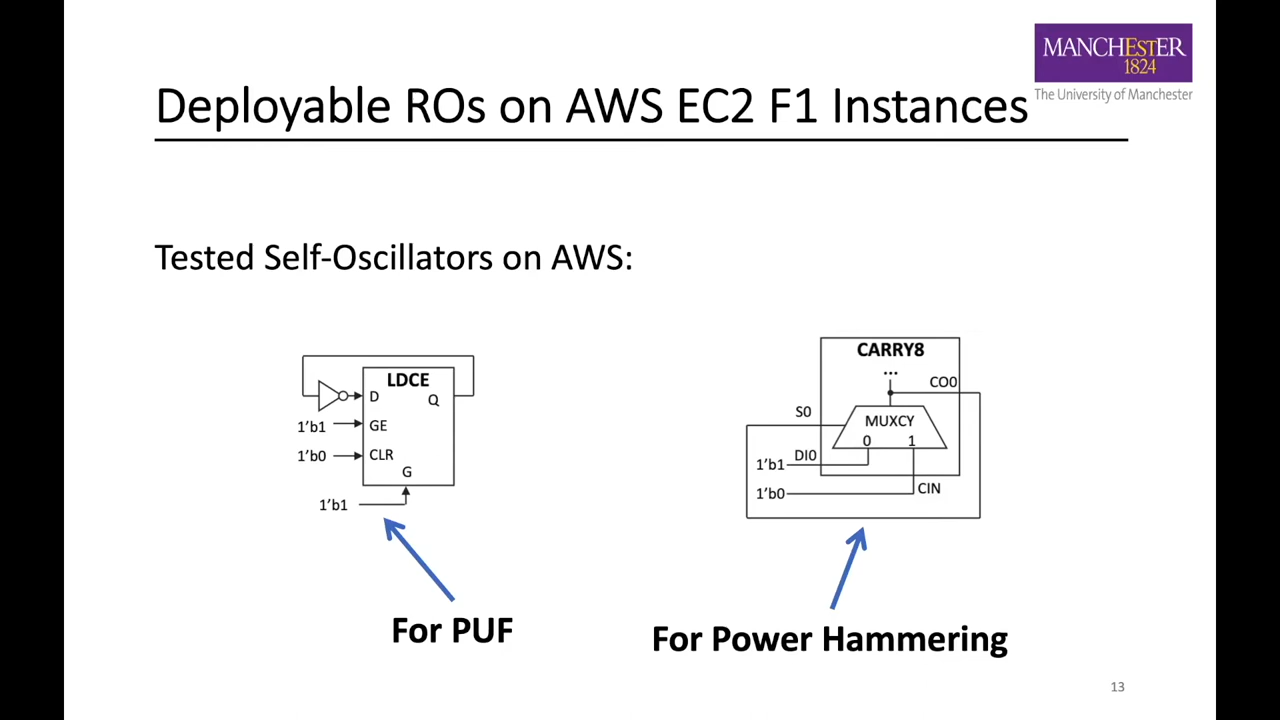 MANCHESTER
1824
The University of Manchester
Deployable ROs on AWS EC2 F1 Instances
Tested Self-Oscillators on AWS:
LDCE
D
Q
1'b1
GE
1'b0
CLR
G
1'b1
CARRY8
...
CO0
S0
MUXCY
0 1
1'b1
DI0
1'b0
CIN
For PUF
For Power Hammering
13